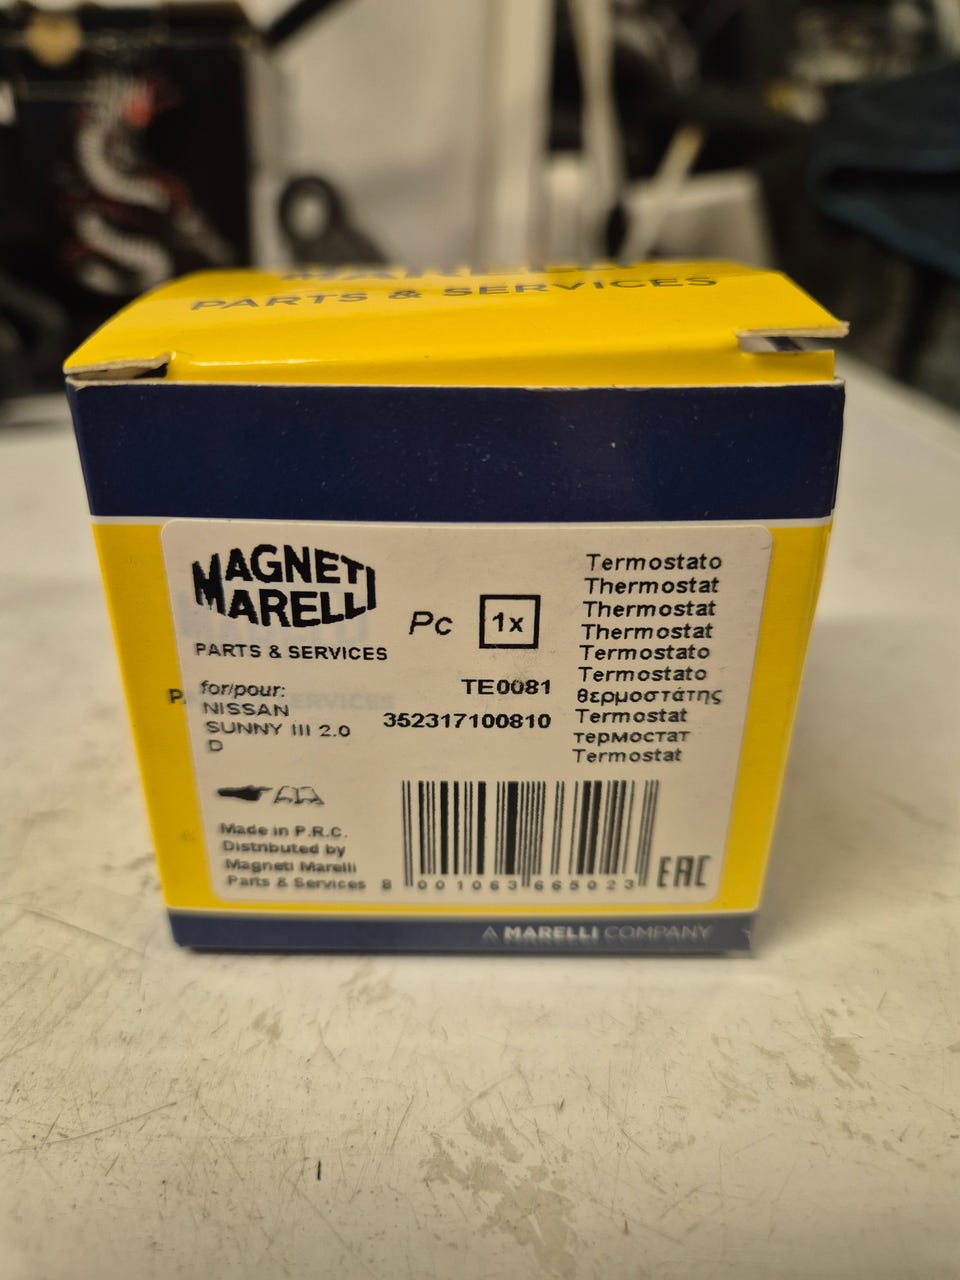 PARTS & SERVICES
MAGNETI
MARELLI
PARTS & SERVICES
Pc 1x
for/pour:
NISSAN
SUNNY III 2.0
D
TE0081
352317100810
Termostato
Thermostat
Thermostat
Thermostat
Termostato
Termostato
θερμοστάτης
Termostat
термостат
Termostat
Made in P.R.C.
Distributed by
Magneti Marelli
Parts & Services
8 001063 665023
EAC
A MARELLI COMPANY